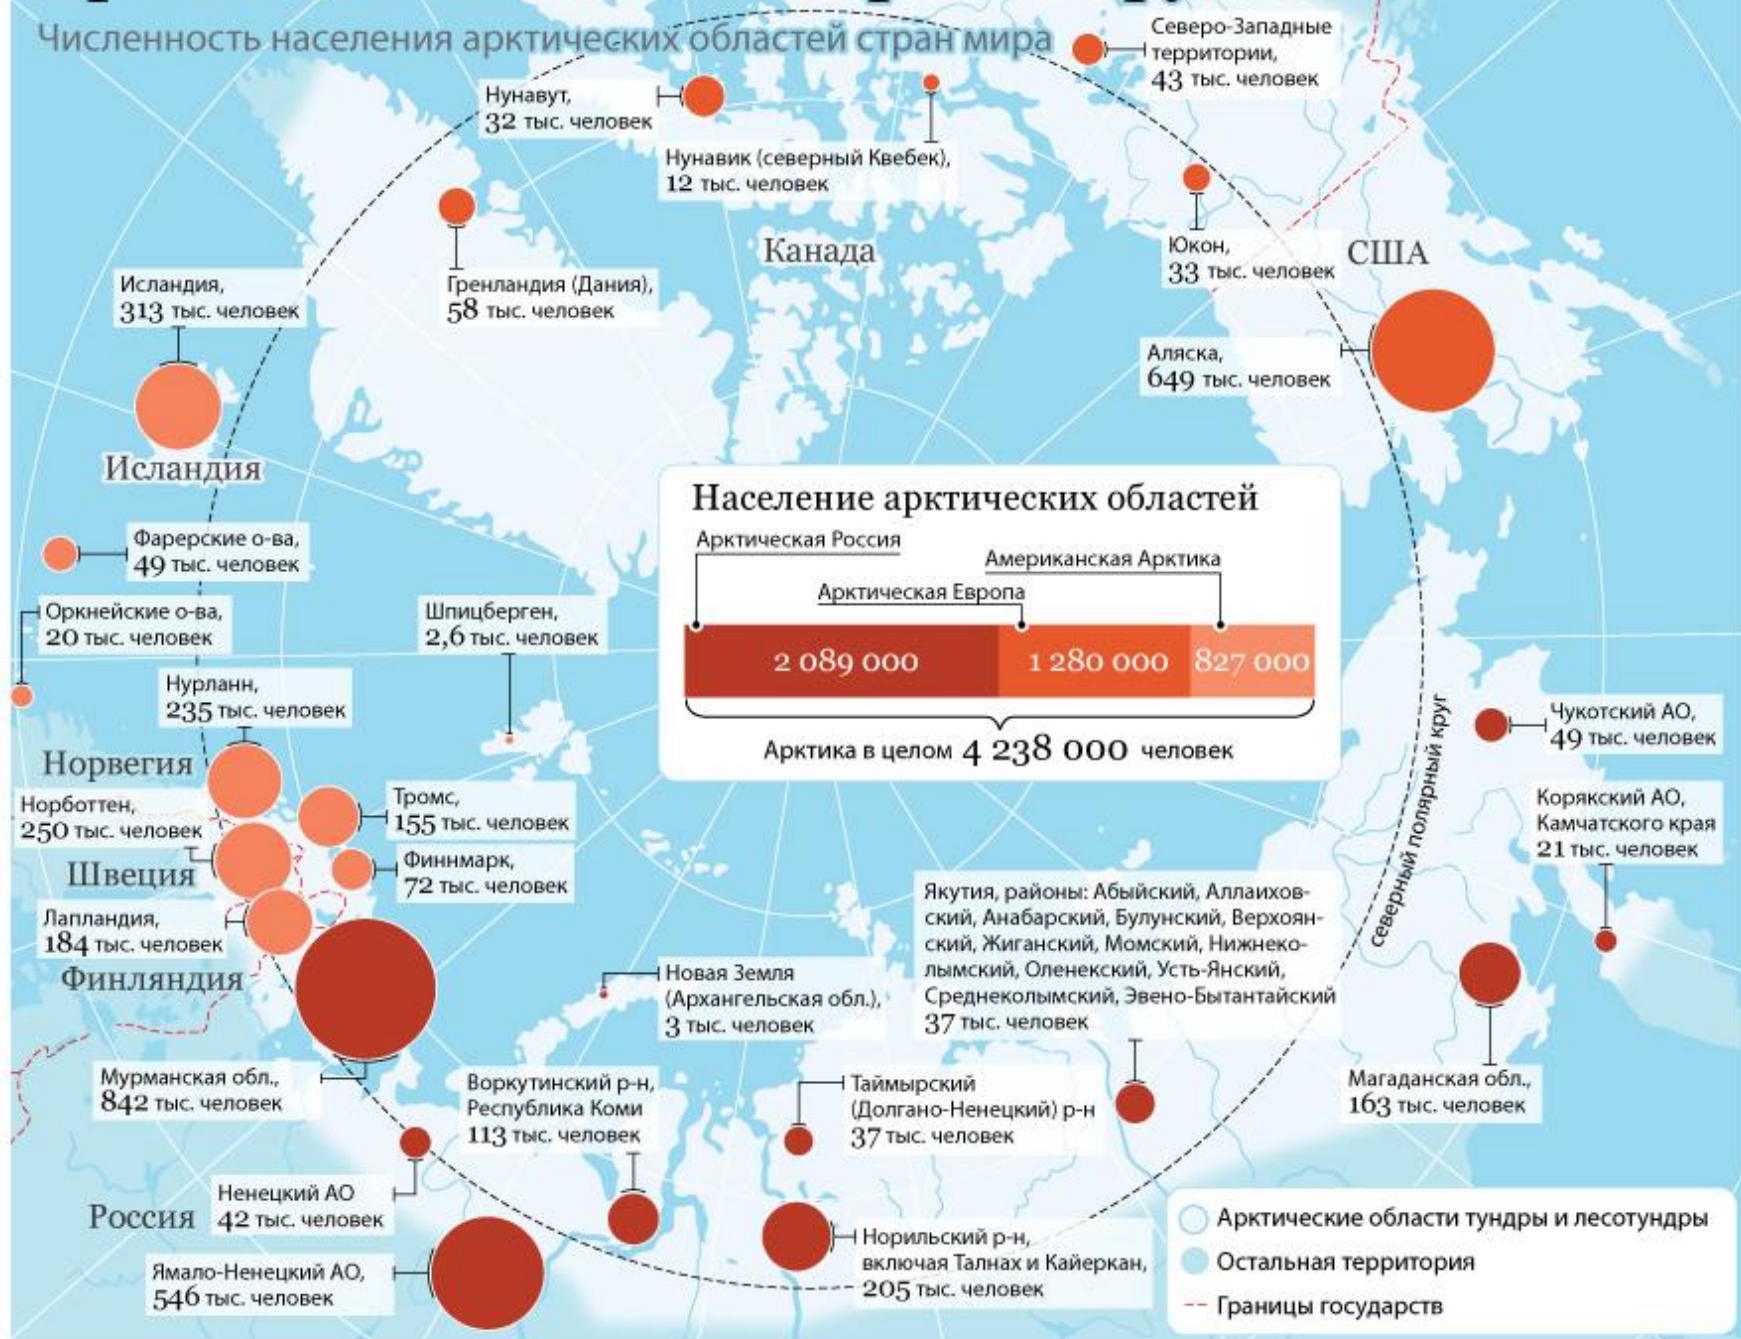 Численность населения арктических областей стран мира
Северо-Западные
территории,
43 тыс. человек
Нунавут,
32 тыс. человек
Нунавик (северный Квебек),
12 тыс. человек
Канада
Юкон,
33 тыс. человек
США
Гренландия (Дания),
58 тыс. человек
Исландия,
313 тыс. человек
Исландия
Аляска,
649 тыс. человек
Фарерские о-ва,
49 тыс. человек
Оркнейские о-ва,
20 тыс. человек
Шпицберген,
2,6 тыс. человек
Население арктических областей
Арктическая Россия
Американская Арктика
Арктическая Европа
2 089 000
1 280 000
827 000
Арктика в целом 4 238 000 человек
Нурланн,
235 тыс. человек
Норвегия
Норботтен,
250 тыс. человек
Швеция
Тромс,
155 тыс. человек
Финнмарк,
72 тыс. человек
Лапландия,
184 тыс. человек
Финляндия
северный полярный круг
Чукотский АО,
49 тыс. человек
Корякский АО,
Камчатского края
21 тыс. человек
Якутия, районы: Абыйский, Аллаихов-
ский, Анабарский, Булунский, Верхоян-
ский, Жиганский, Момский, Нижнеко-
лымский, Оленекский, Усть-Янский,
Среднеколымский, Эвено-Бытантайский
37 тыс. человек
Новая Земля
(Архангельская обл.),
3 тыс. человек
Мурманская обл.,
842 тыс. человек
Воркутинский р-н,
Республика Коми
113 тыс. человек
Таймырский
(Долгано-Ненецкий) р-н
37 тыс. человек
Магаданская обл.,
163 тыс. человек
Россия
Ненецкий АО
42 тыс. человек
Ямало-Ненецкий АО,
546 тыс. человек
Норильский р-н,
включая Талнах и Кайеркан,
205 тыс. человек
Арктические области тундры и лесотундры
Остальная территория
Границы государств